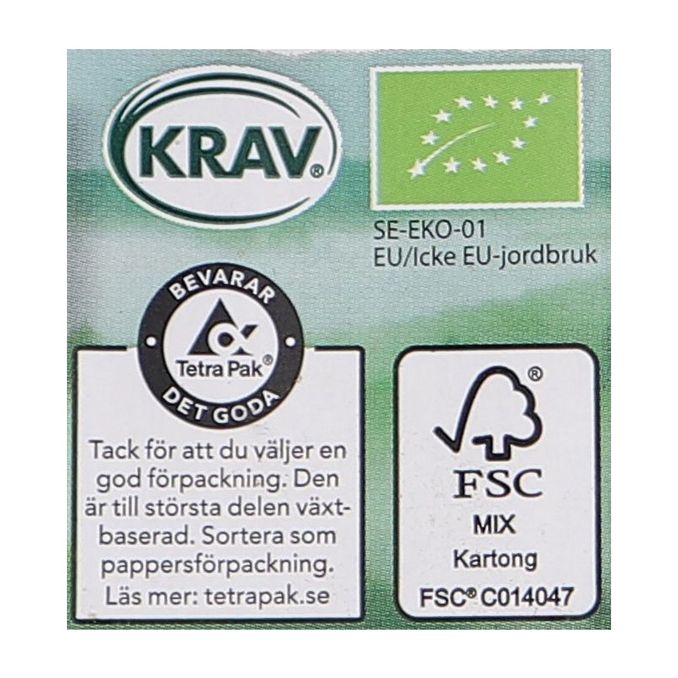 KRAV®
SE-EKO-01
EU/Icke EU-jordbruk
BEVARAR
Tetra Pak®
DET GODA
Tack för att du väljer en
god förpackning. Den
är till största delen växt-
baserad. Sortera som
pappersförpackning.
Läs mer: tetrapak.se
®
FSC
MIX
Kartong
FSC® C014047